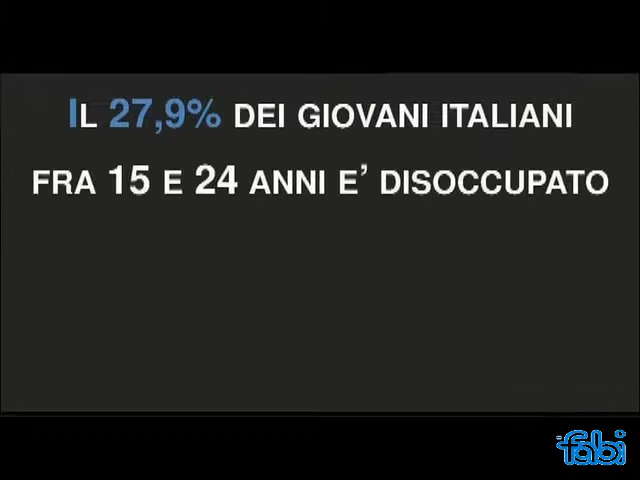 IL 27,9% DEI GIOVANI ITALIANI
FRA 15 E 24 ANNI E’ DISOCCUPATO
fabi